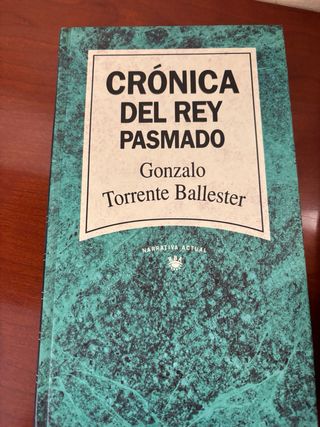 CRÓNICA
DEL REY
PASMADO
Gonzalo
Torrente Ballester
NARRATIVA ACTUAL